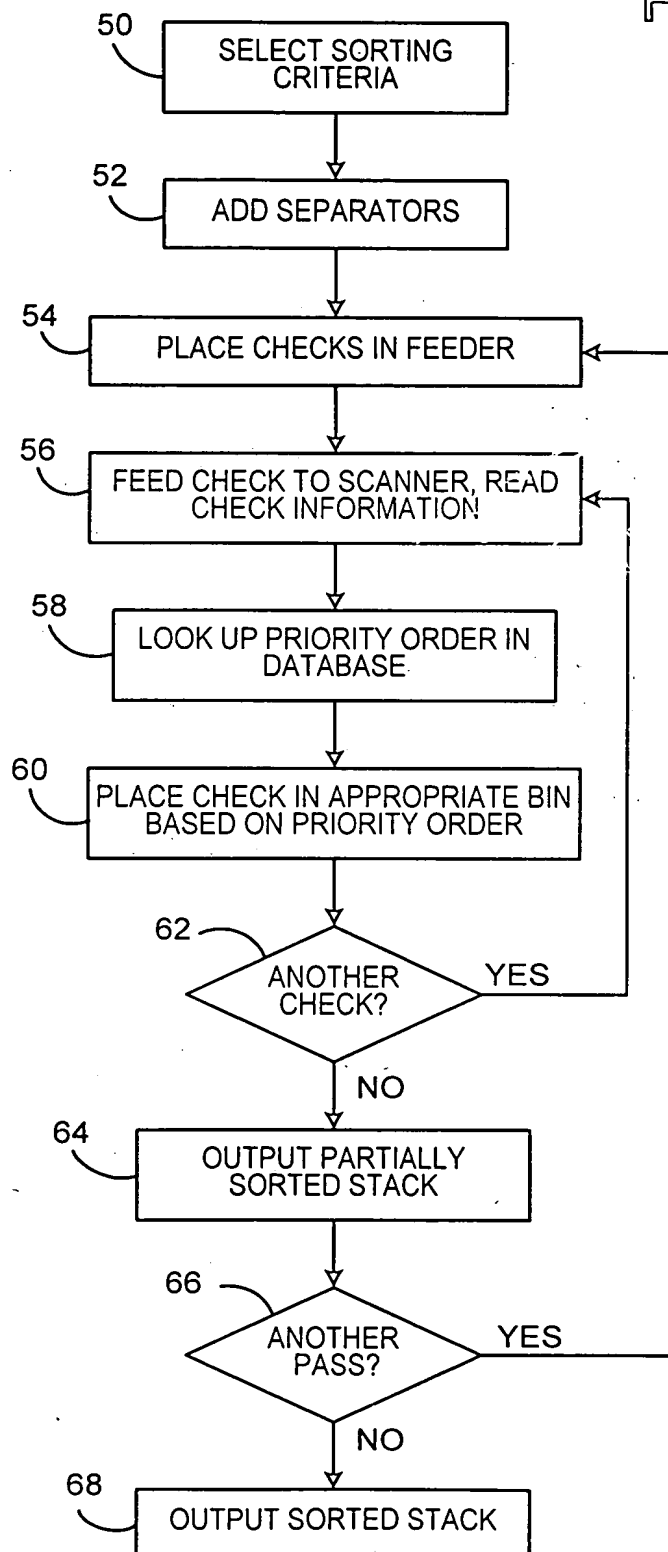 50
SELECT SORTING
CRITERIA
52
ADD SEPARATORS
54
PLACE CHECKS IN FEEDER
56
FEED CHECK TO SCANNER, READ
CHECK INFORMATION
58
LOOK UP PRIORITY ORDER IN
DATABASE
60
PLACE CHECK IN APPROPRIATE BIN
BASED ON PRIORITY ORDER
62
ANOTHER
CHECK?
YES
NO
64
OUTPUT PARTIALLY
SORTED STACK
66
ANOTHER
PASS?
YES
NO
68
OUTPUT SORTED STACK